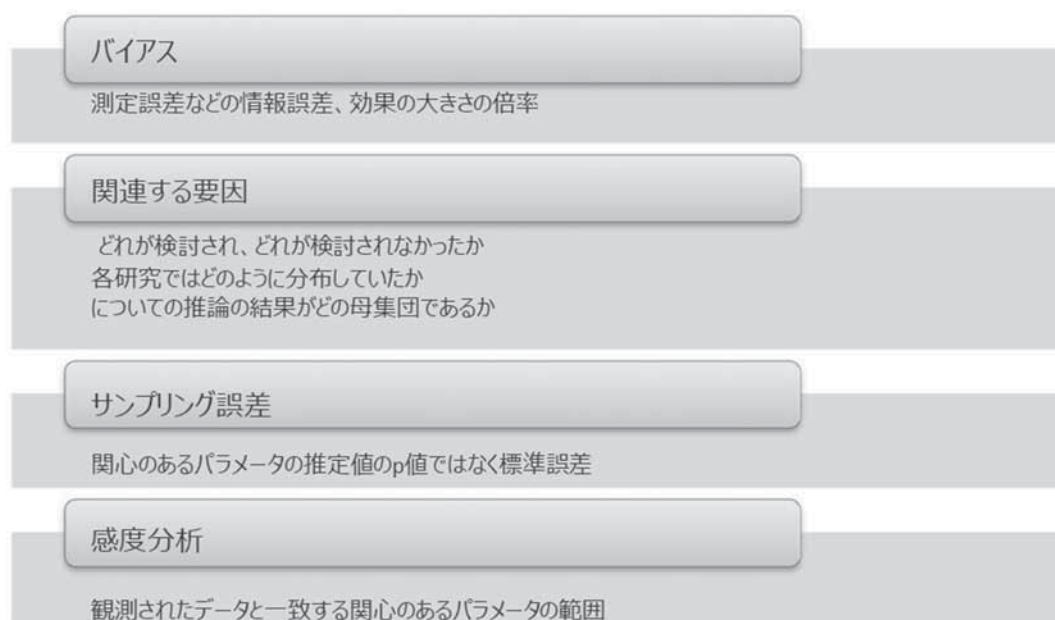 バイアス
測定誤差などの情報誤差、効果の大きさの倍率
関連する要因
どれが検討され、どれが検討されなかったか
各研究ではどのように分布していたか
についての推論の結果がどの母集団であるか
サンプリング誤差
関心のあるパラメータの推定値のp値ではなく標準誤差
感度分析
観測されたデータと一致する関心のあるパラメータの範囲